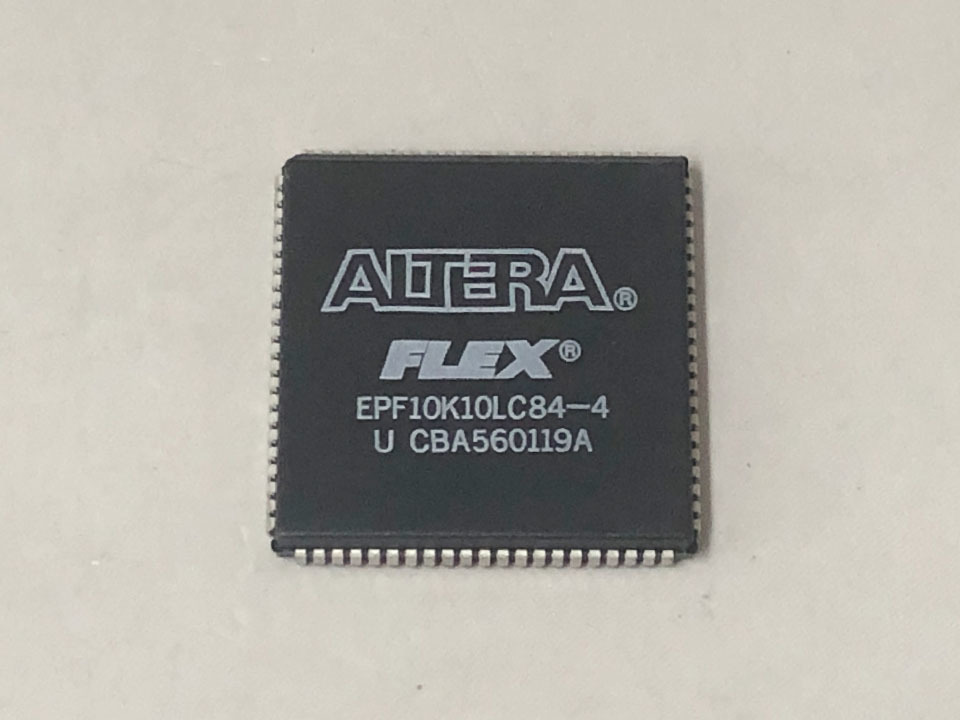 ALTERA®
FLEX®
EPF10K10LC84-4
U CBA560119A